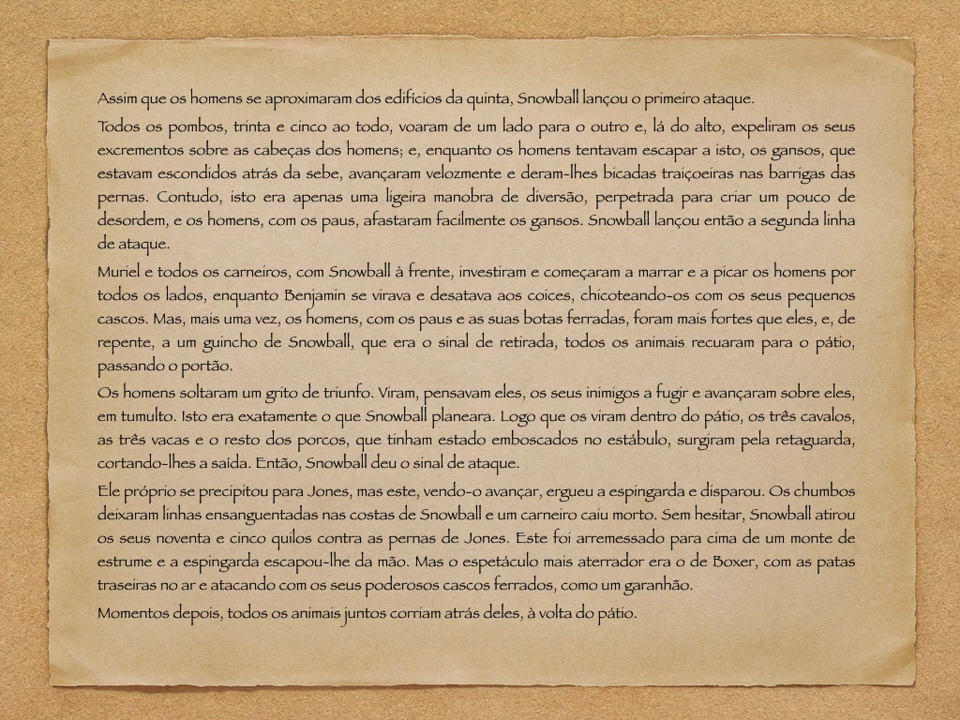 Assim que os homens se aproximaram dos edifícios da quinta, Snowball lançou o primeiro ataque.
Todos os pombos, trinta e cinco ao todo, voaram de um lado para o outro e, lá do alto, expeliram os seus
excrementos sobre as cabeças dos homens; e, enquanto os homens tentavam escapar a isto, os gansos, que
estavam escondidos atrás da sebe, avançaram velozmente e deram-lhes bicadas traiçoeiras nas barrigas das
pernas. Contudo, isto era apenas uma ligeira manobra de diversão, perpetrada para criar um pouco de
desordem, e os homens, com os paus, afastaram facilmente os gansos. Snowball lançou então a segunda linha
de ataque.
Muriel e todos os carneiros, com Snowball à frente, investiram e começaram a marrar e a picar os homens por
todos os lados, enquanto Benjamin se virava e desatava aos coices, chicoteando-os com os seus pequenos
cascos. Mas, mais uma vez, os homens, com os paus e as suas botas ferradas, foram mais fortes que eles, e, de
repente, a um guincho de Snowball, que era o sinal de retirada, todos os animais recuaram para o pátio,
passando o portão.
Os homens soltaram um grito de triunfo. Viram, pensavam eles, os seus inimigos a fugir e avançaram sobre eles,
em tumulto. Isto era exatamente o que Snowball planeara. Logo que os viram dentro do pátio, os três cavalos,
as três vacas e o resto dos porcos, que tinham estado emboscados no estábulo, surgiram pela retaguarda,
cortando-lhes a saída. Então, Snowball deu o sinal de ataque.
Ele próprio se precipitou para Jones, mas este, vendo-o avançar, ergueu a espingarda e disparou. Os chumbos
deixaram linhas ensanguentadas nas costas de Snowball e um carneiro caiu morto. Sem hesitar, Snowball atirou
os seus noventa e cinco quilos contra as pernas de Jones. Este foi arremessado para cima de um monte de
estrume e a espingarda escapou-lhe da mão. Mas o espetáculo mais aterrador era o de Boxer, com as patas
traseiras no ar e atacando com os seus poderosos cascos ferrados, como um garanhão.
Momentos depois, todos os animais juntos corriam atrás deles, à volta do pátio.